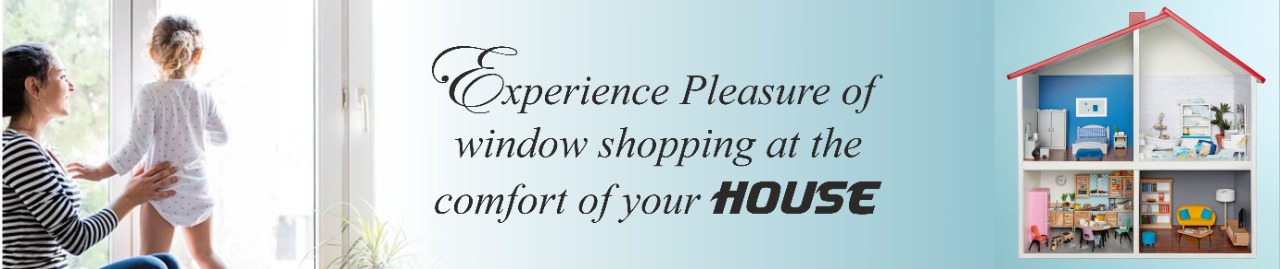 Experience Pleasure of
window shopping at the
comfort of your HOUSE